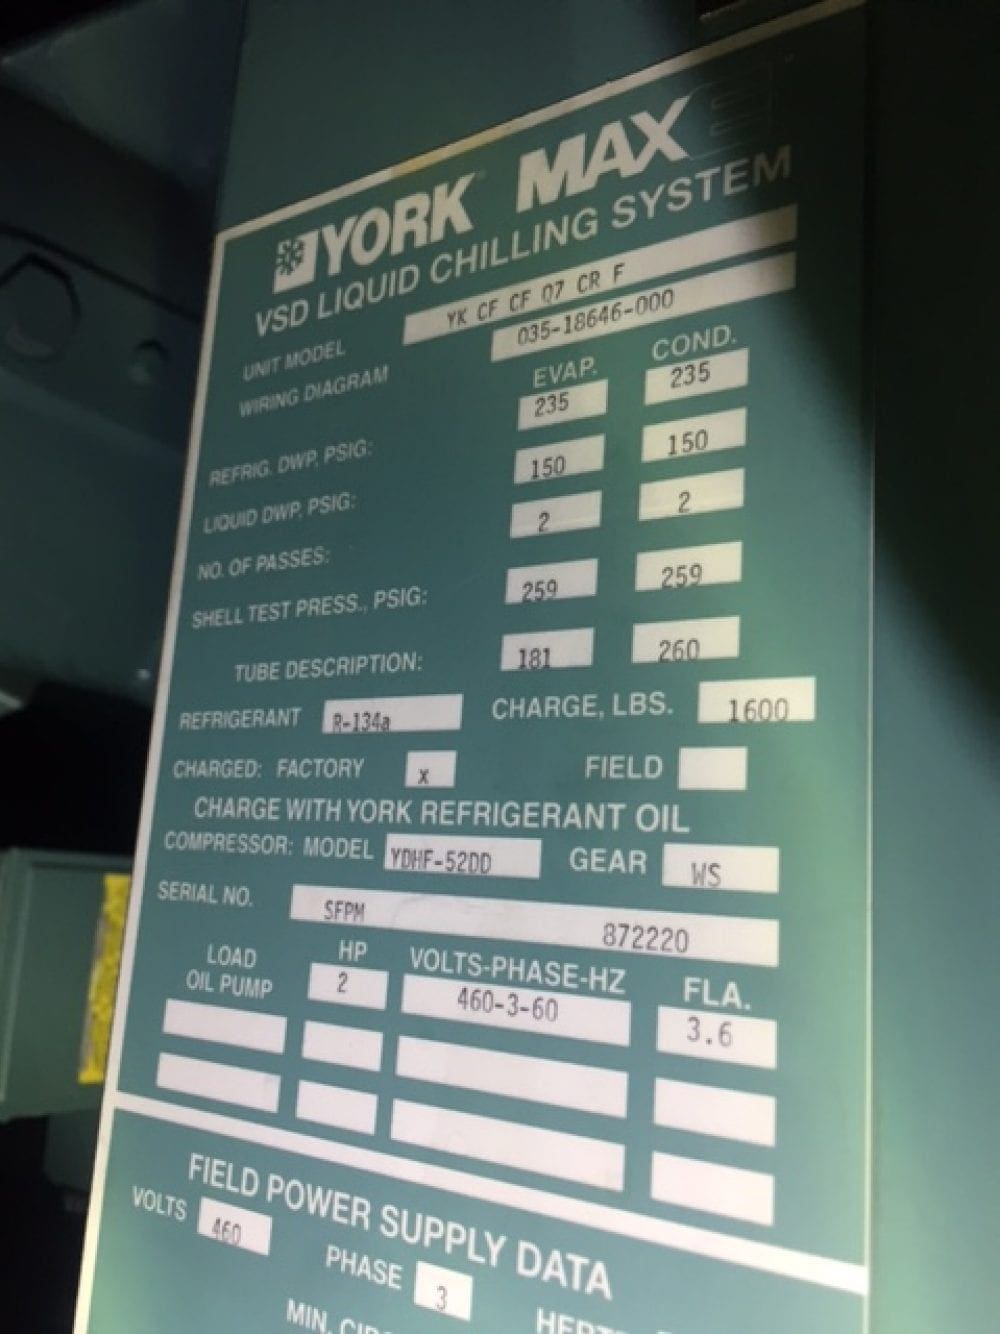 YORK MAXE
VSD LIQUID CHILLING SYSTEM
UNIT MODEL YK CF CF Q7 CR F
WIRING DIAGRAM 035-18646-000
EVAP. COND.
REFRIG. DWP, PSIG: 235 235
LIQUID DWP, PSIG: 150 150
NO. OF PASSES: 2 2
SHELL TEST PRESS., PSIG: 259 259
TUBE DESCRIPTION: 181 260
REFRIGERANT R-134a CHARGE, LBS. 1600
CHARGED: FACTORY x FIELD
CHARGE WITH YORK REFRIGERANT OIL
COMPRESSOR: MODEL YDHF-52DD GEAR WS
SERIAL NO. SFPM 872220
LOAD HP VOLTS-PHASE-HZ FLA.
OIL PUMP 2 460-3-60 3.6
FIELD POWER SUPPLY DATA
VOLTS 460 PHASE 3
MIN.